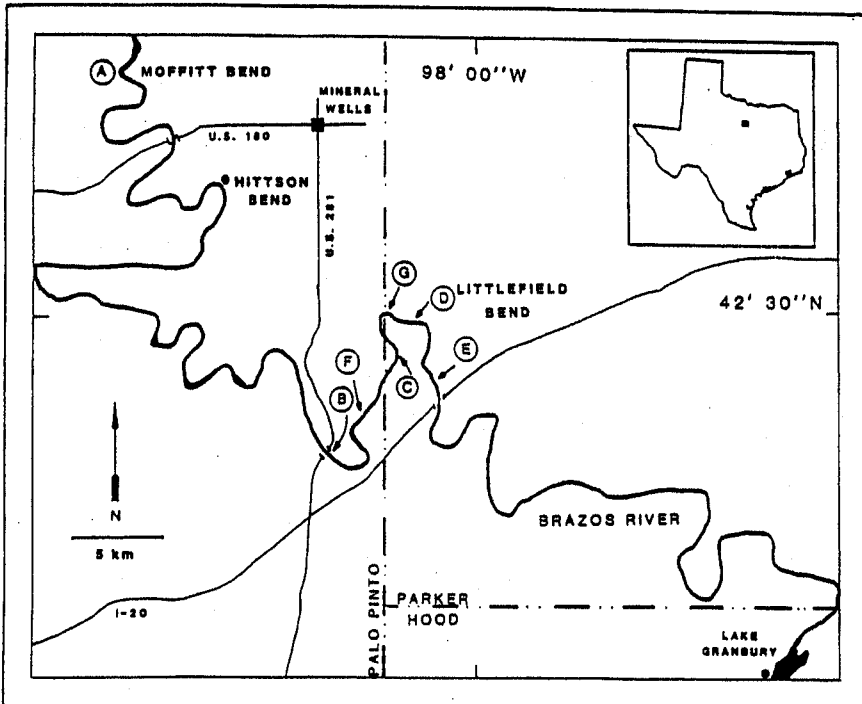 A
MOFFITT BEND
98' 00"W
MINERAL
WELLS
U.S. 180
HITTSON
BEND
U.S. 281
G
D
LITTLEFIELD
BEND
42' 30"N
E
F
C
B
N
5 km
BRAZOS RIVER
I-20
PALO PINTO
PARKER
HOOD
LAKE
GRANBURY